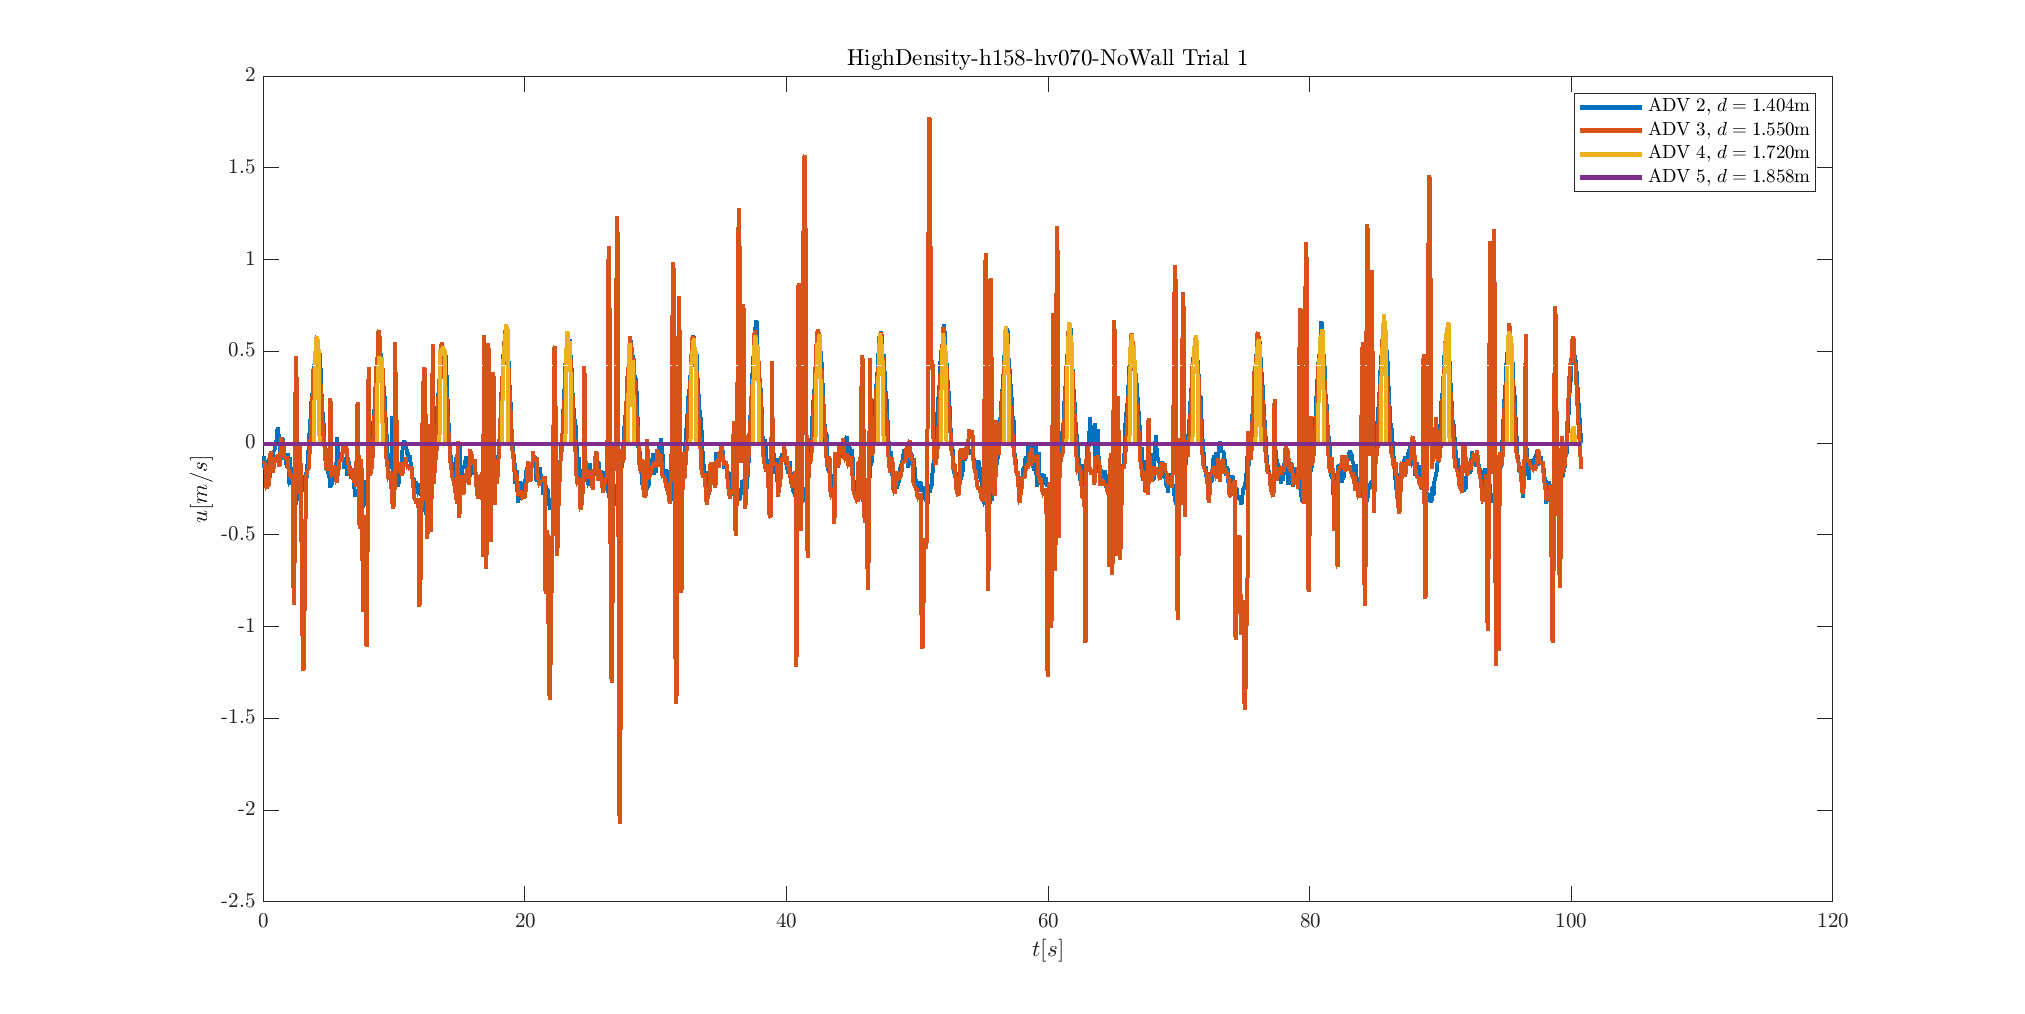 HighDensity-h158-hv070-NoWall Trial 1
2
1.5
1
0.5
0
-0.5
-1
-1.5
-2
-2.5
u[m/s]
ADV 2, d = 1.404m
ADV 3, d = 1.550m
ADV 4, d = 1.720m
ADV 5, d = 1.858m
0 20 40 60 80 100 120
t[s]